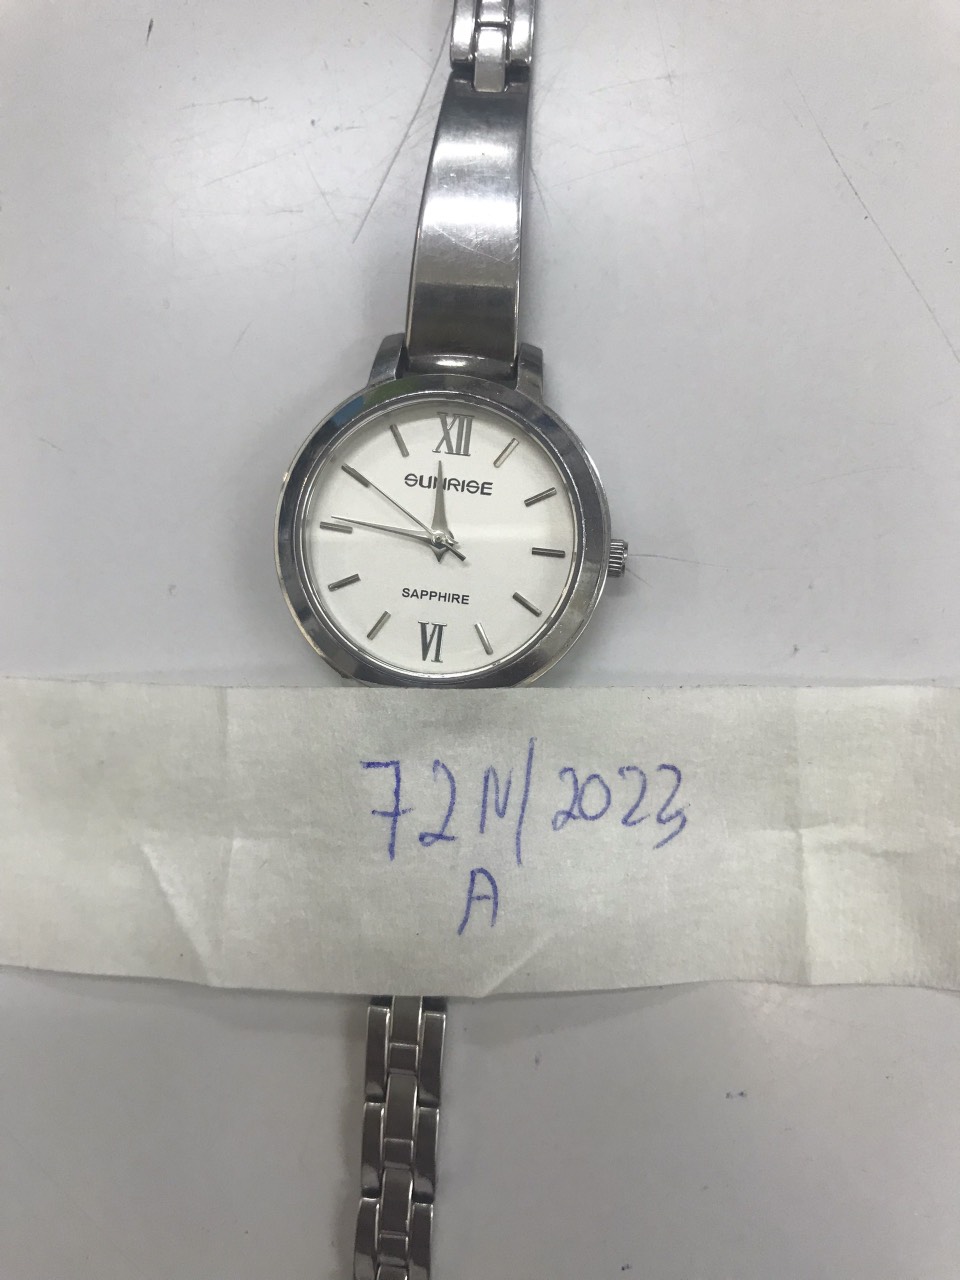 XII
SUNRISE
SAPPHIRE
VI
72N/2023
A